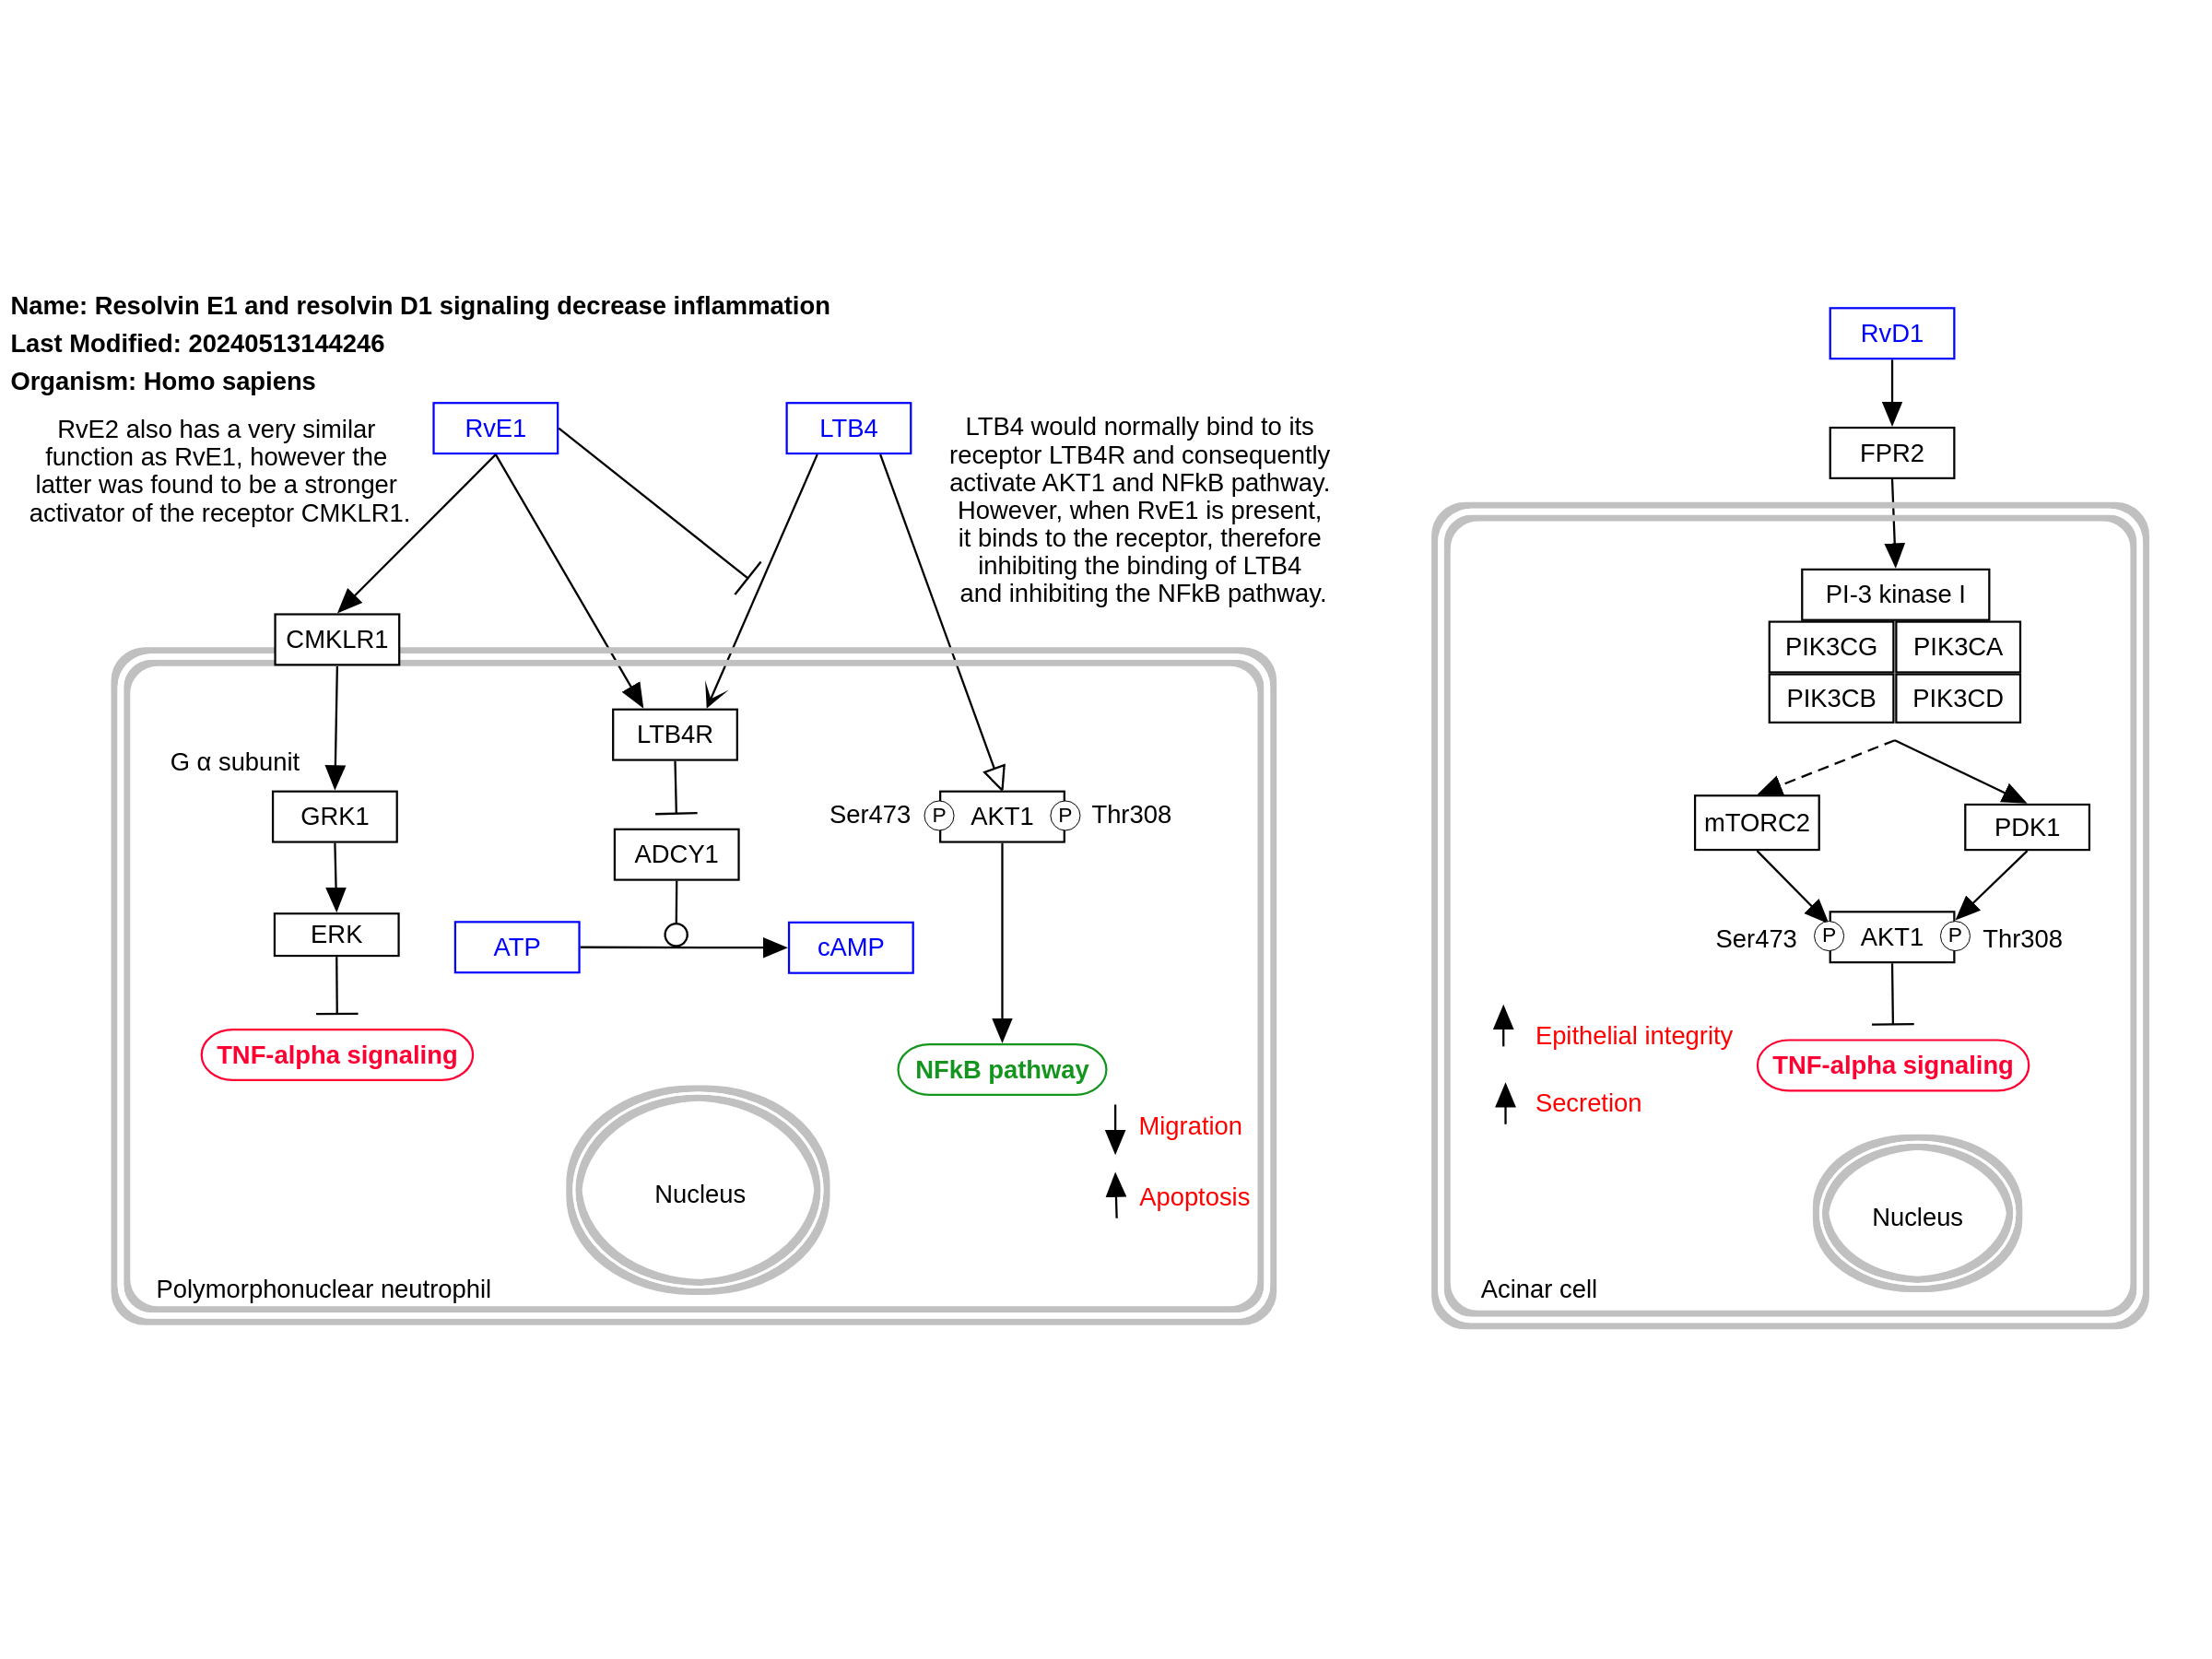 Name: Resolvin E1 and resolvin D1 signaling decrease inflammation
Last Modified: 20240513144246
Organism: Homo sapiens
RvE2 also has a very similar
function as RvE1, however the
latter was found to be a stronger
activator of the receptor CMKLR1.
RvE1
LTB4
LTB4 would normally bind to its
receptor LTB4R and consequently
activate AKT1 and NFkB pathway.
However, when RvE1 is present,
it binds to the receptor, therefore
inhibiting the binding of LTB4
and inhibiting the NFkB pathway.
CMKLR1
LTB4R
G α subunit
GRK1
Ser473
P
AKT1
P
Thr308
ADCY1
ERK
ATP
cAMP
TNF-alpha signaling
NFkB pathway
Migration
Apoptosis
Nucleus
Polymorphonuclear neutrophil
RvD1
FPR2
PI-3 kinase I
PIK3CG
PIK3CA
PIK3CB
PIK3CD
mTORC2
PDK1
Ser473
P
AKT1
P
Thr308
Epithelial integrity
TNF-alpha signaling
Secretion
Nucleus
Acinar cell